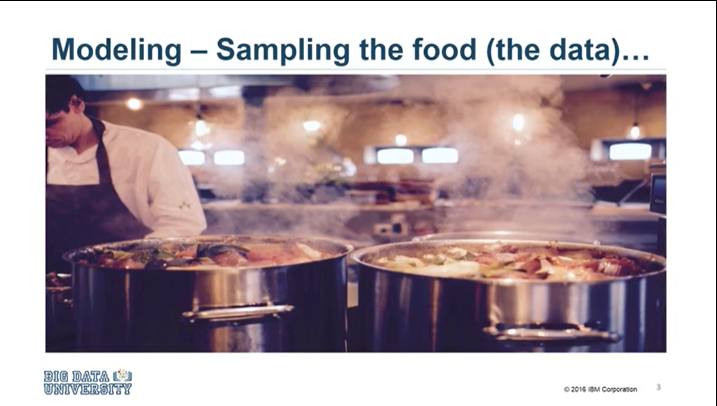 Modeling – Sampling the food (the data)…
BIG DATA
UNIVERSITY
© 2016 IBM Corporation
3